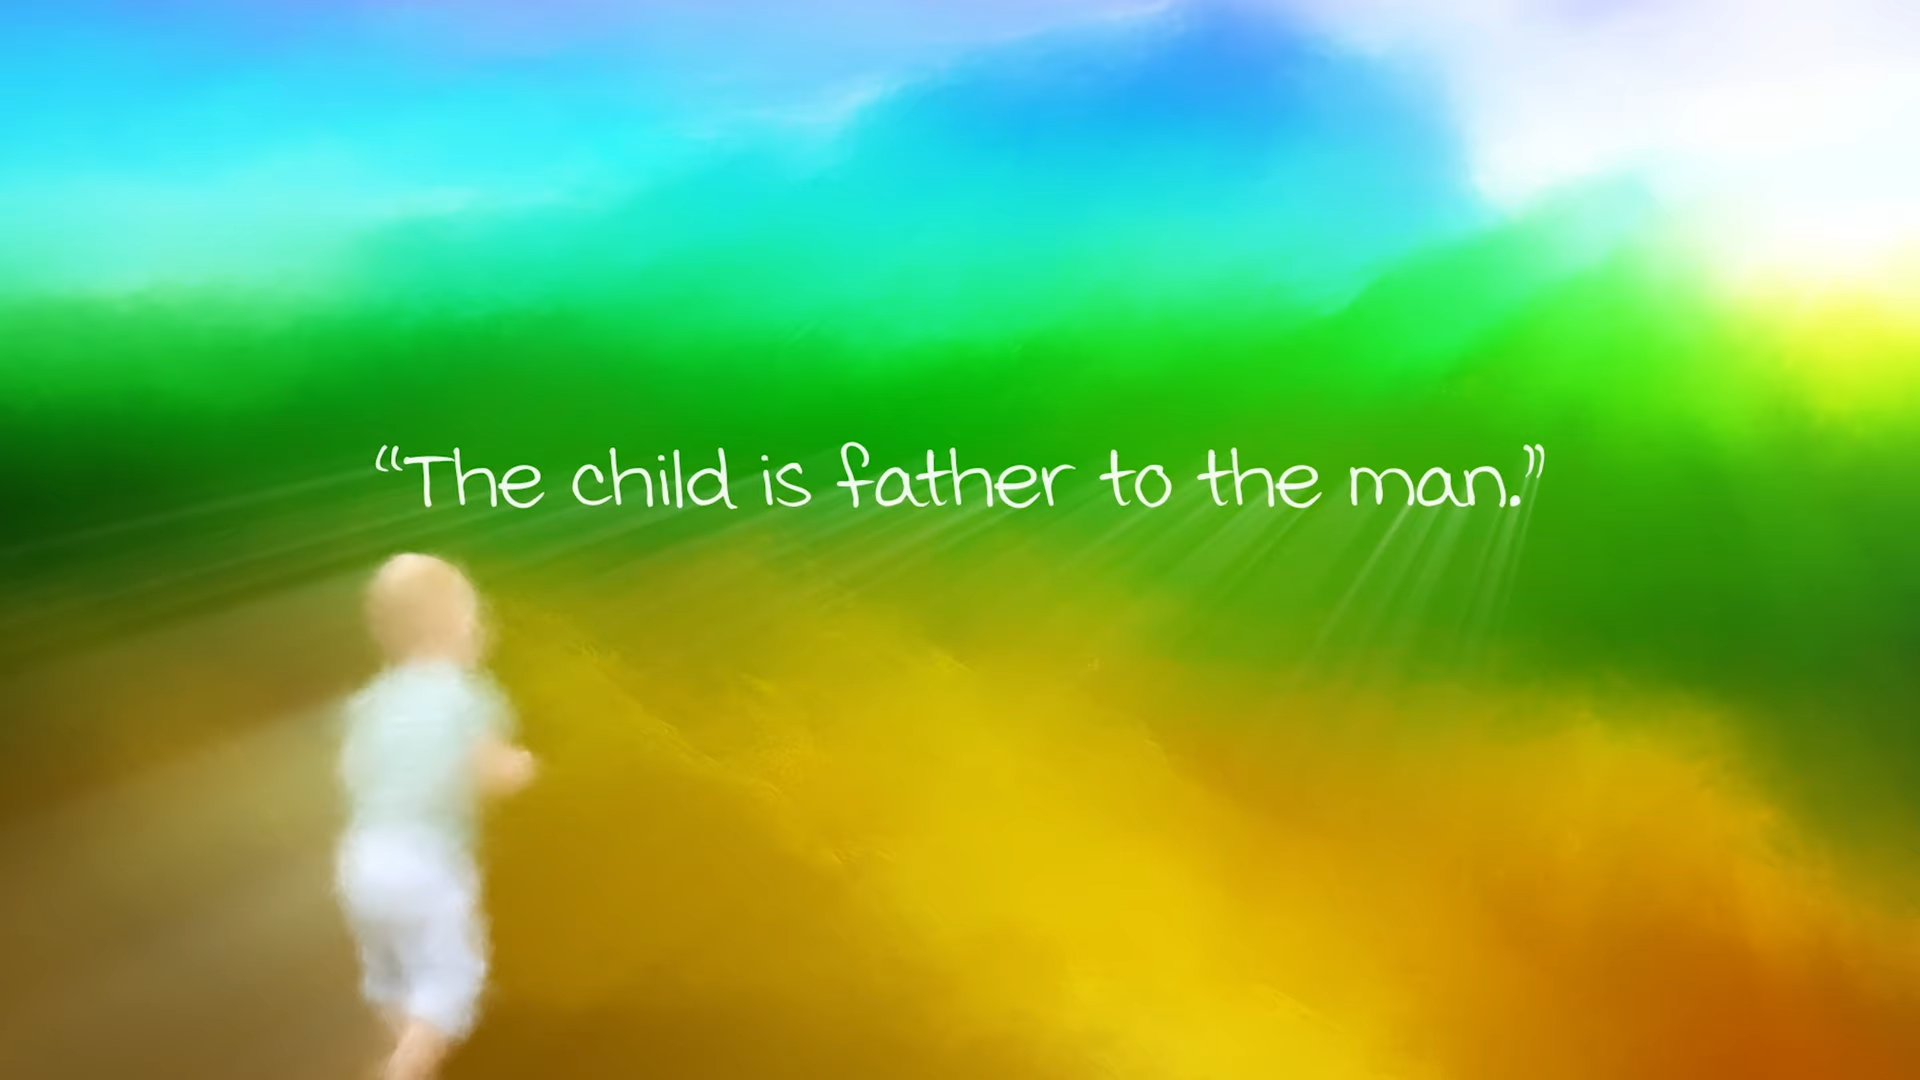 “The child is father to the man.”